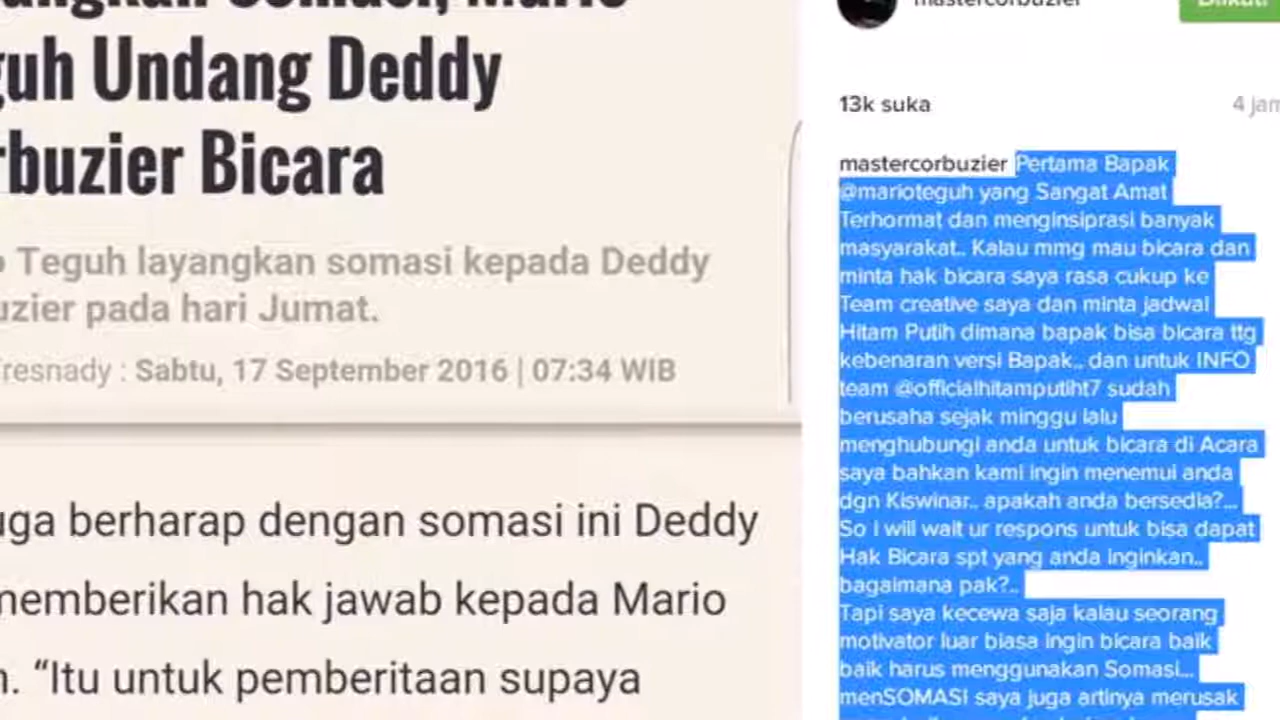 Mario
guh Undang Deddy
rbuzier Bicara
Teguh layangkan somasi kepada Deddy
uzier pada hari Jumat.
resnady : Sabtu, 17 September 2016 | 07:34 WIB
uga berharap dengan somasi ini Deddy
memberikan hak jawab kepada Mario
n. “Itu untuk pemberitaan supaya
mastercorbuzier
Diikuti
13k suka
4 jam
mastercorbuzier Pertama Bapak
@marioteguh yang Sangat Amat
Terhormat dan menginsiprasi banyak
masyarakat.. Kalau mmg mau bicara dan
minta hak bicara saya rasa cukup ke
Team creative saya dan minta jadwal
Hitam Putih dimana bapak bisa bicara ttg
kebenaran versi Bapak.. dan untuk INFO
team @officialhitamputiht7 sudah
berusaha sejak minggu lalu
menghubungi anda untuk bicara di Acara
saya bahkan kami ingin menemui anda
dgn Kiswinar.. apakah anda bersedia?...
So I will wait ur respons untuk bisa dapat
Hak Bicara spt yang anda inginkan..
bagaimana pak?..
Tapi saya kecewa saja kalau seorang
motivator luar biasa ingin bicara baik
baik harus menggunakan Somasi...
menSOMASI saya juga artinya merusak